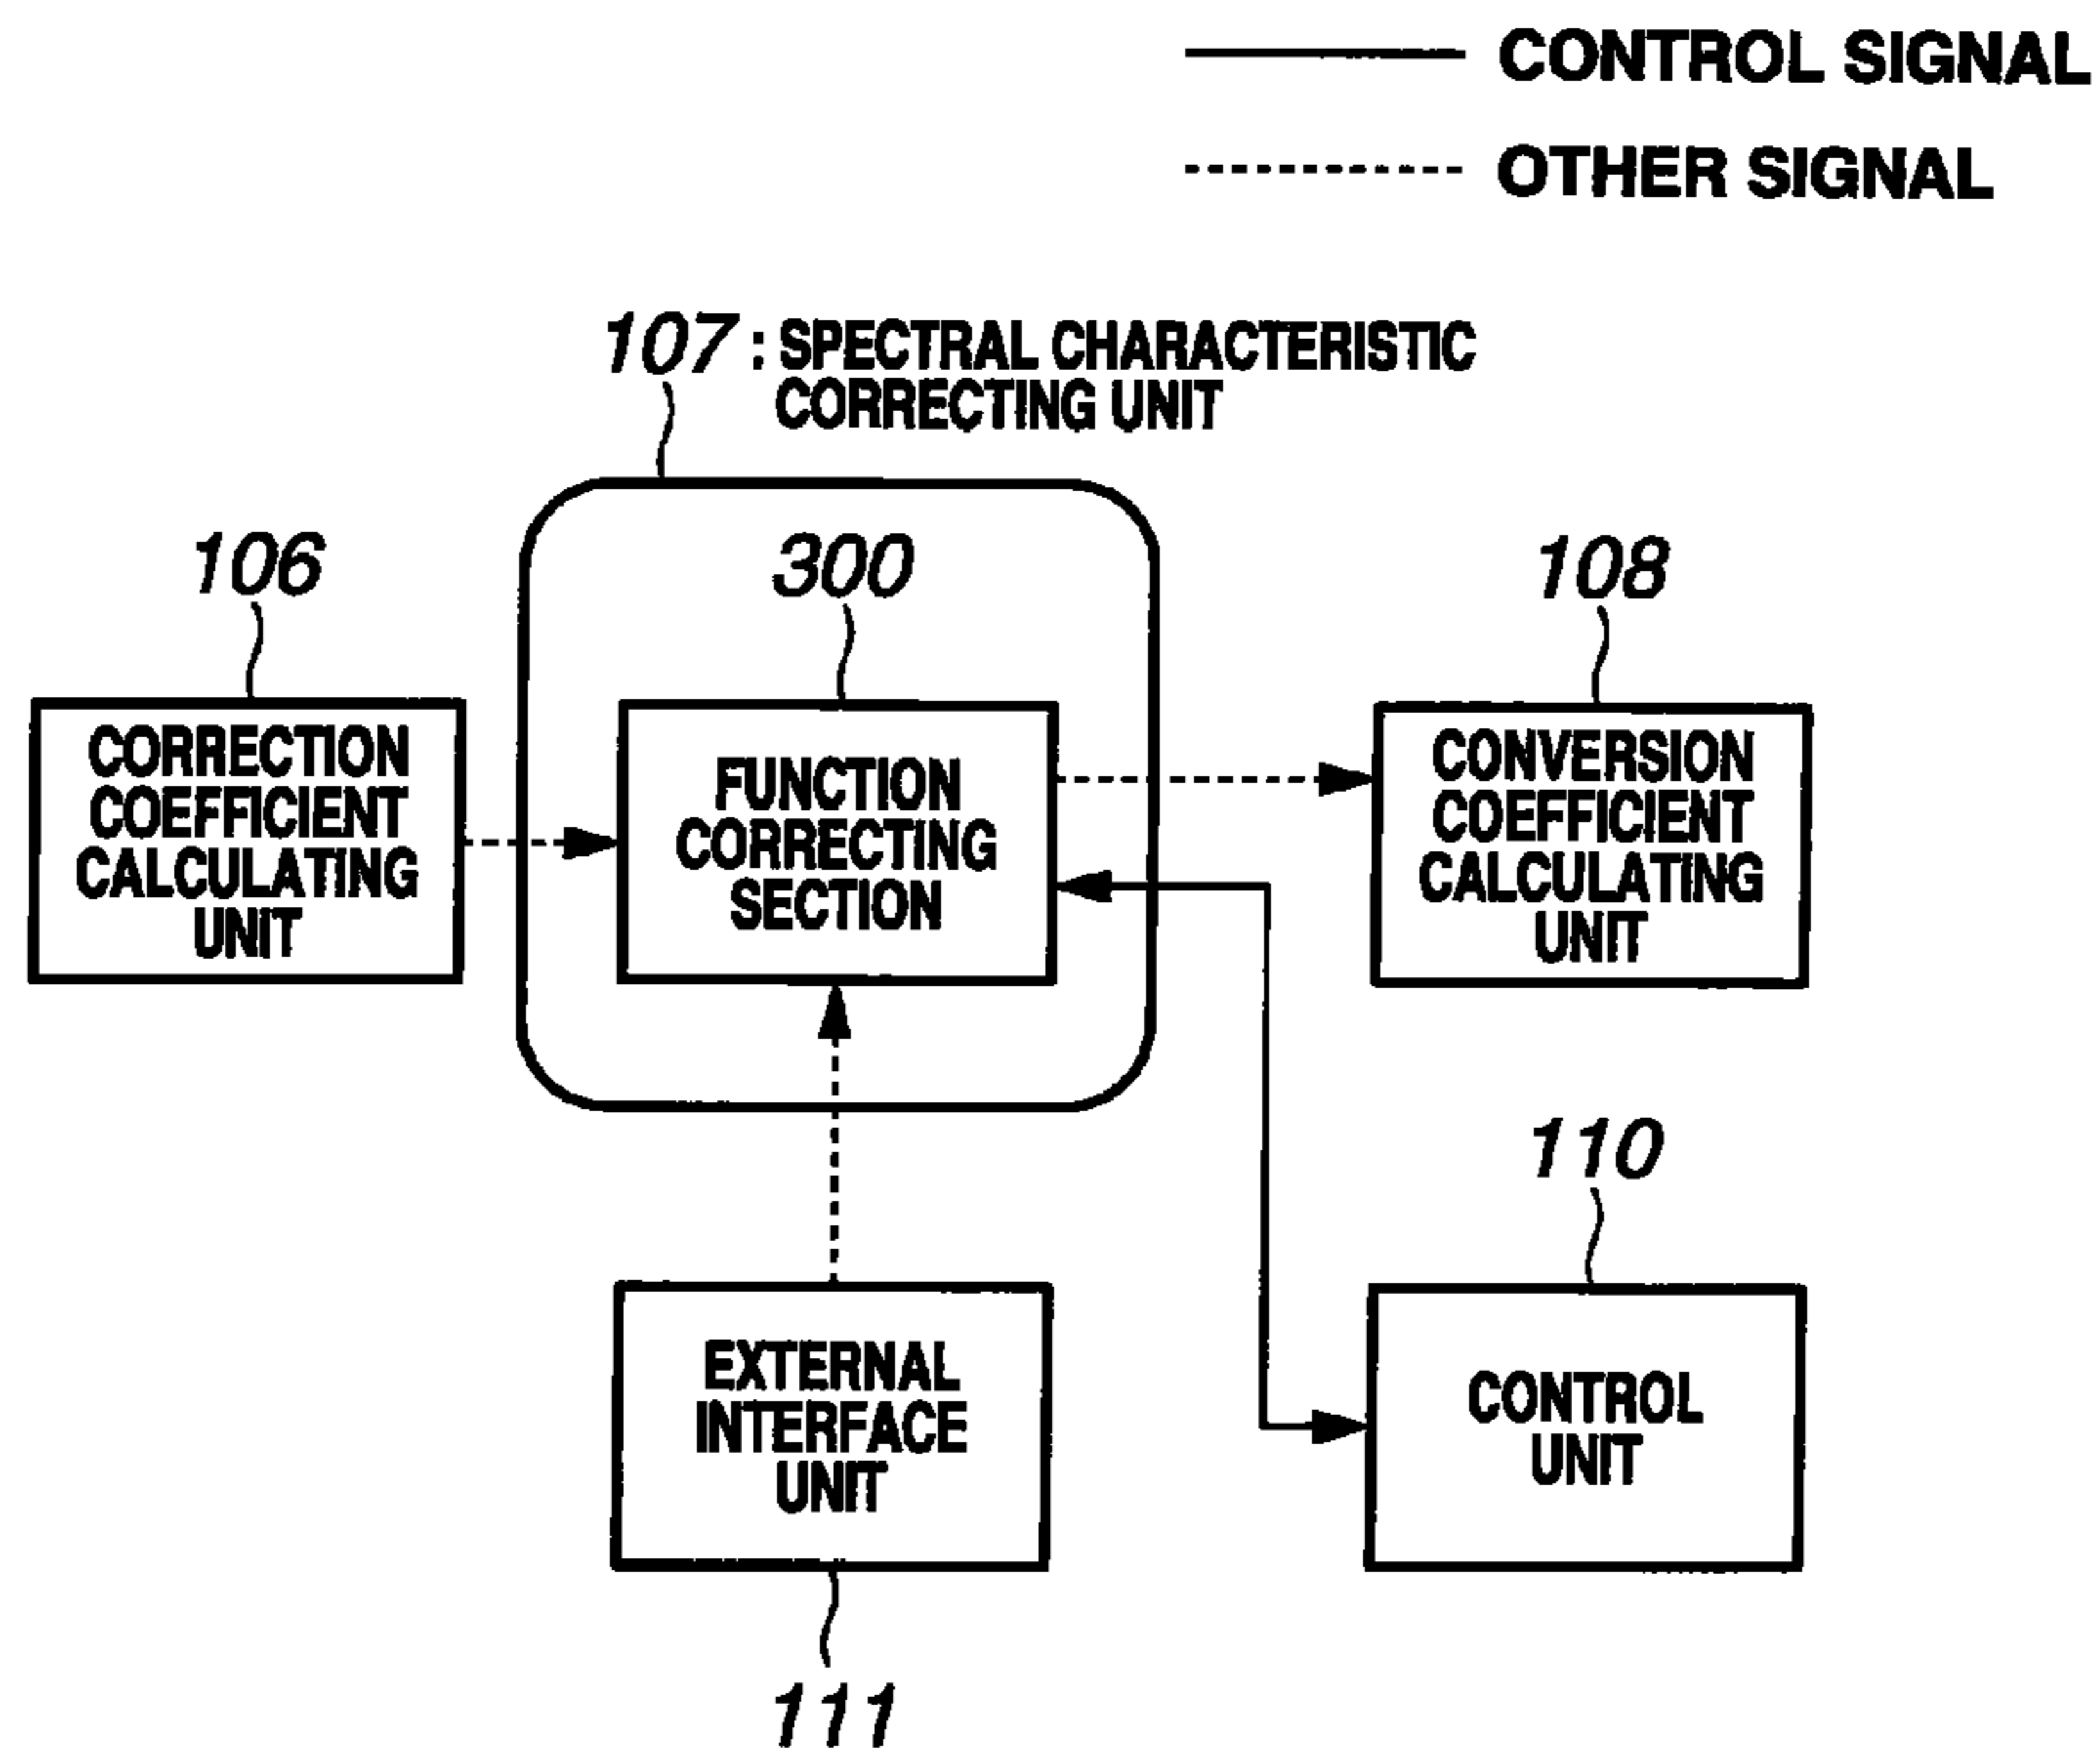 CONTROL SIGNAL
OTHER SIGNAL
107 : SPECTRAL CHARACTERISTIC
CORRECTING UNIT
106
300
108
CORRECTION
COEFFICIENT
CALCULATING
UNIT
FUNCTION
CORRECTING
SECTION
CONVERSION
COEFFICIENT
CALCULATING
UNIT
110
EXTERNAL
INTERFACE
UNIT
CONTROL
UNIT
111